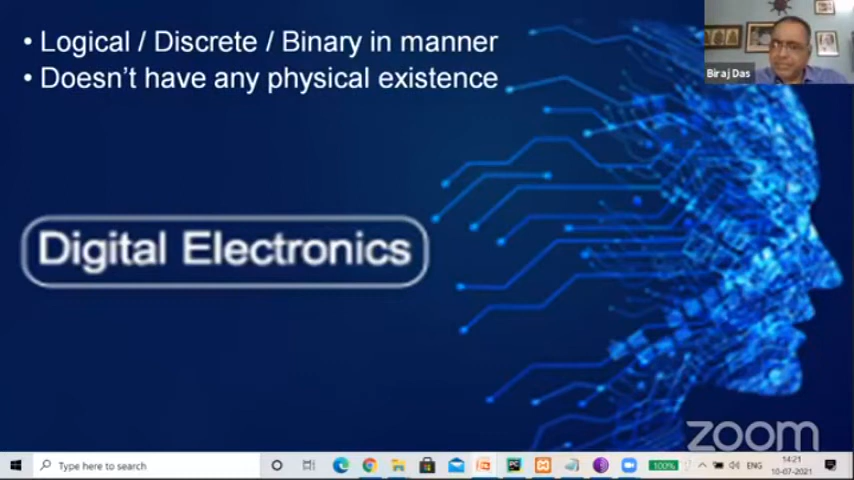 • Logical / Discrete / Binary in manner
• Doesn't have any physical existence
Biraj Das
Digital Electronics
zoom
Type here to search
100%
ENG
14:21
10-07-2021